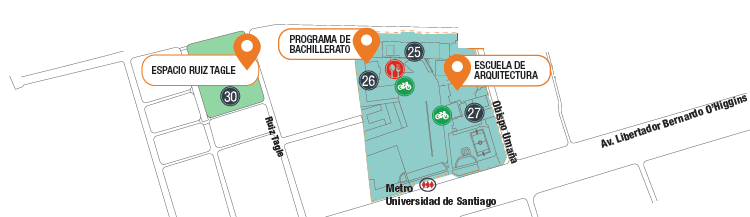 PROGRAMA DE
BACHILLERATO
25
ESCUELA DE
ARQUITECTURA
ESPACIO RUIZ TAGLE
26
30
27
Ruiz Tagle
Obispo Umaña
Av. Libertador Bernardo O'Higgins
Metro
Universidad de Santiago